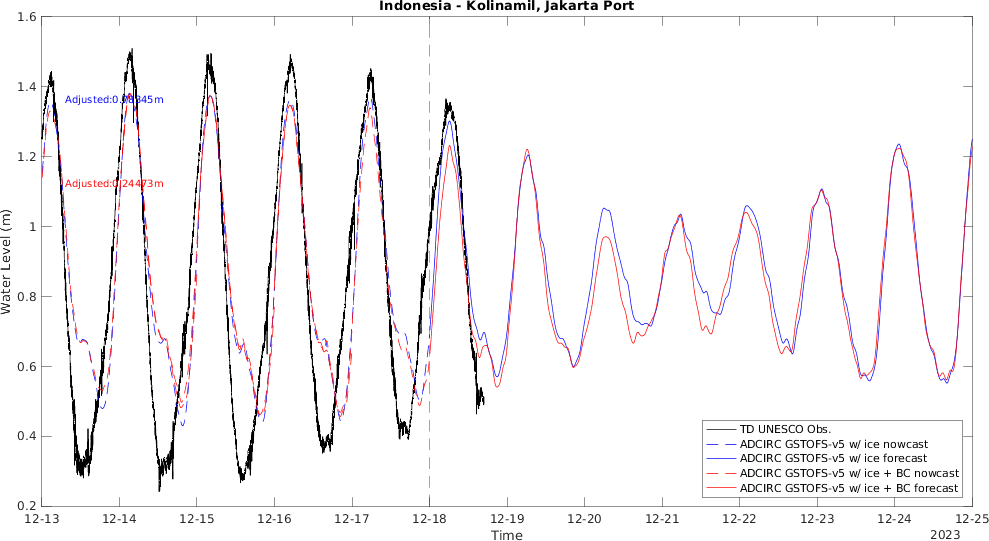 Indonesia - Kolinamil, Jakarta Port
1.6
1.4
1.2
1
0.8
0.6
0.4
0.2
Water Level (m)
Adjusted:0.24473m
TD UNESCO Obs.
ADCIRC GSTOFS-v5 w/ ice nowcast
ADCIRC GSTOFS-v5 w/ ice forecast
ADCIRC GSTOFS-v5 w/ ice + BC nowcast
ADCIRC GSTOFS-v5 w/ ice + BC forecast
12-13 12-14 12-15 12-16 12-17 12-18 12-19 12-20 12-21 12-22 12-23 12-24 12-25
Time
2023